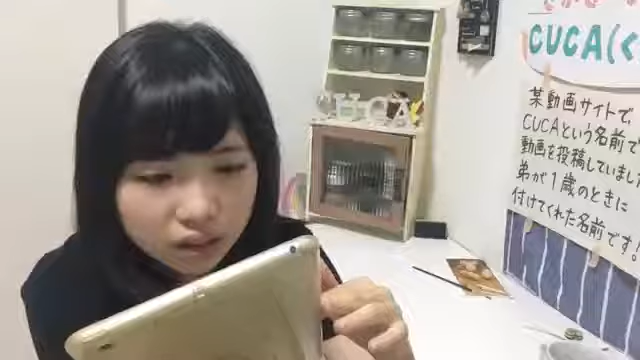 CUCA(く
某動画サイトで、
CUCAという名前で
動画を投稿していました
弟が1歳のときに
付けてくれた名前です!
CUCA